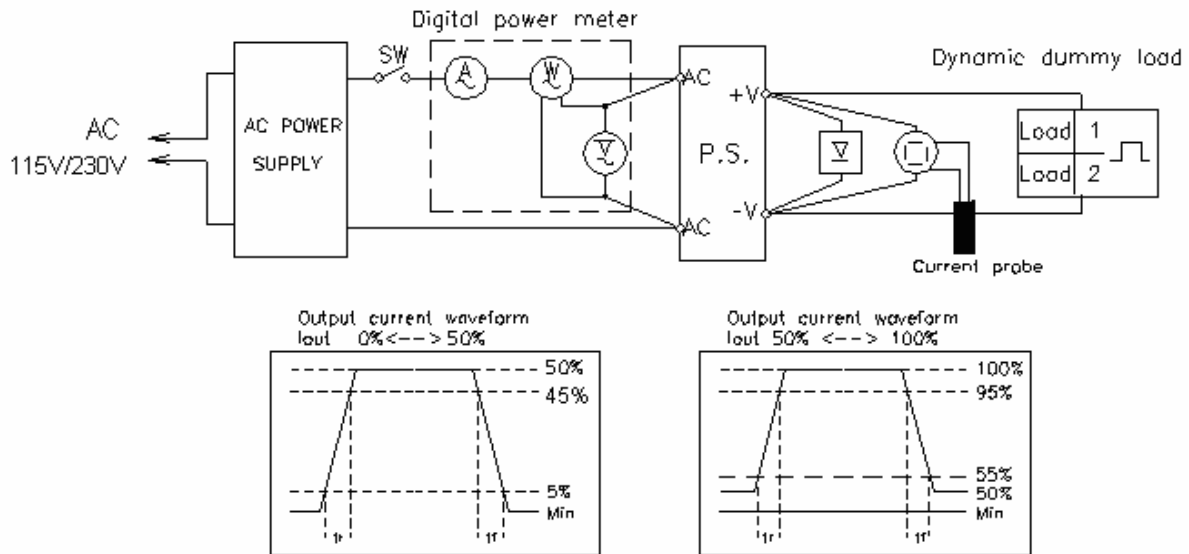 Digital power meter
SW
A
W
AC
Dynamic dummy load
+V
AC
115V/230V
AC POWER
SUPPLY
V
P.S.
V
Load 1
Load 2
-V
AC
Current probe
Output current waveform
Iout 0%<-->50%
50%
45%
5%
Min
tr
tf
Output current waveform
Iout 50% <--> 100%
100%
95%
55%
50%
Min
tr
tf